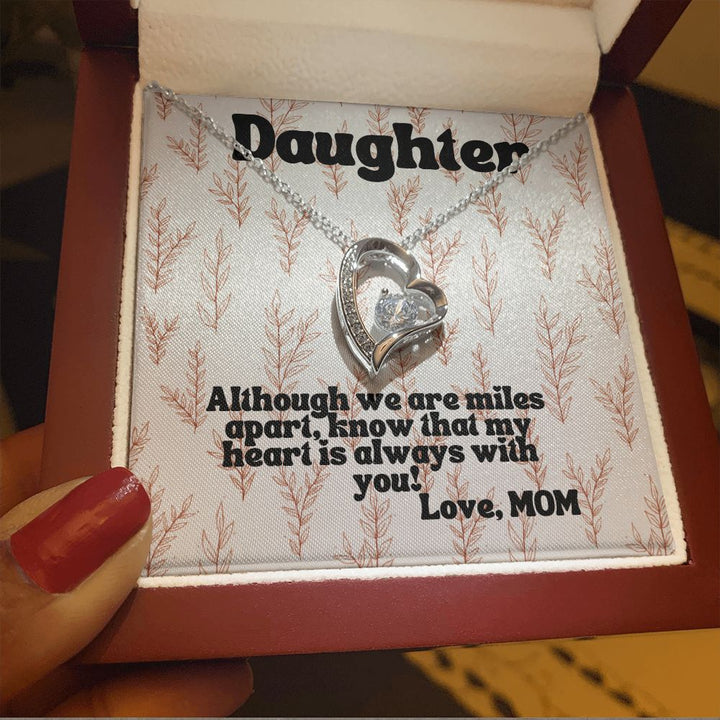 Daughter
Although we are miles
apart, know that my
heart is always with
you!
Love, MOM